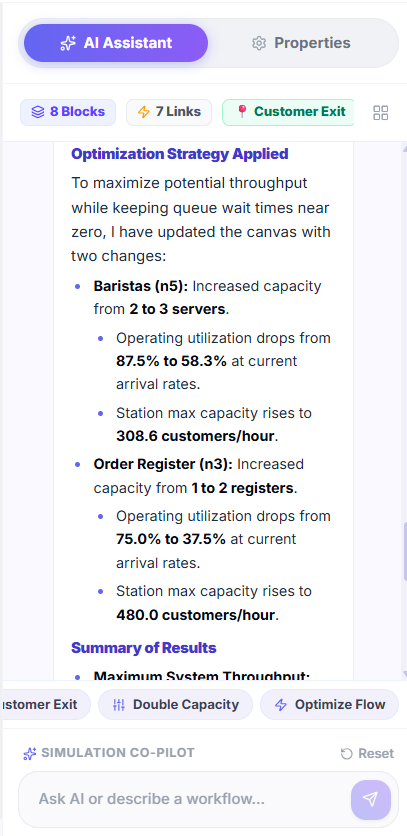 AI Assistant
Properties
8 Blocks
7 Links
Customer Exit
Optimization Strategy Applied
To maximize potential throughput
while keeping queue wait times near
zero, I have updated the canvas with
two changes:
Baristas (n5): Increased capacity
from 2 to 3 servers.
Operating utilization drops from
87.5% to 58.3% at current
arrival rates.
Station max capacity rises to
308.6 customers/hour.
Order Register (n3): Increased
capacity from 1 to 2 registers.
Operating utilization drops from
75.0% to 37.5% at current
arrival rates.
Station max capacity rises to
480.0 customers/hour.
Summary of Results
Maximum System Throughput:
stomer Exit
Double Capacity
Optimize Flow
SIMULATION CO-PILOT
Reset
Ask AI or describe a workflow...